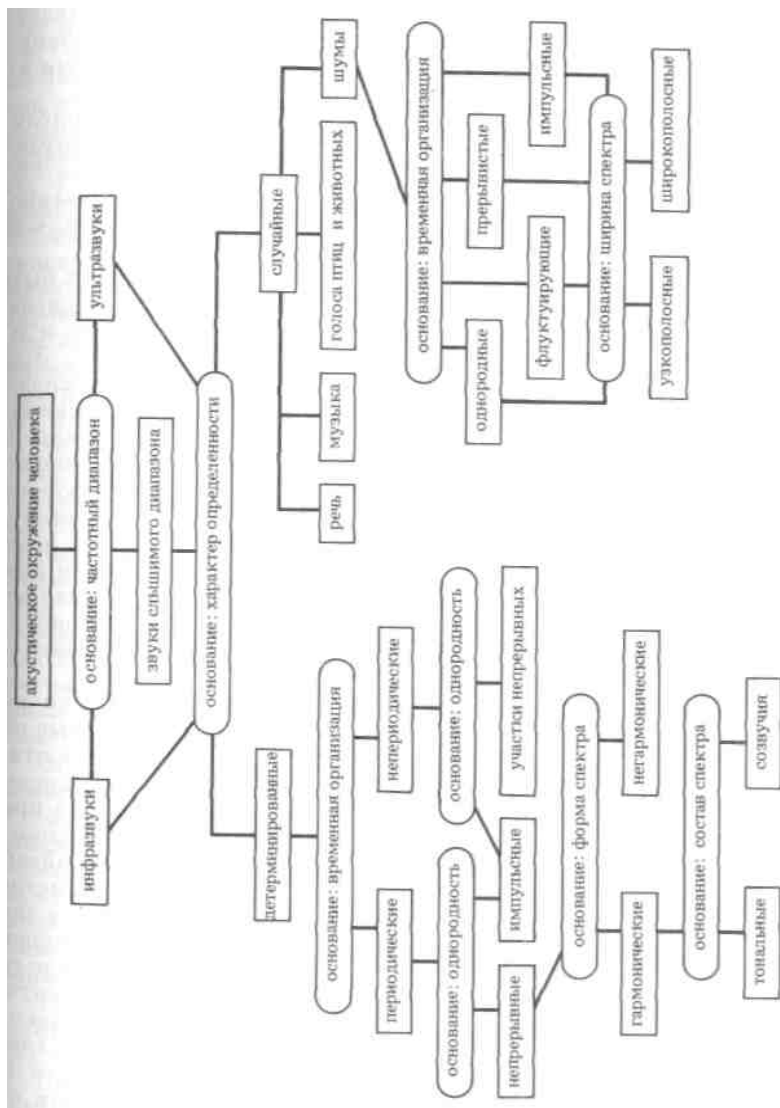 акустическое окружение человека
основание: частотный диапазон
инфразвуки
звуки слышимого диапазона
ультразвуки
основание: характер определенности
детерминированные
случайные
основание: временная организация
речь
музыка
голоса птиц и животных
шумы
периодические
непериодические
основание: однородность
основание: однородность
непрерывные
импульсные
участки непрерывных
основание: форма спектра
гармонические
негармонические
основание: состав спектра
тональные
созвучия
основание: временная организация
однородные
флуктуирующие
прерывистые
импульсные
основание: ширина спектра
узкополосные
широкополосные